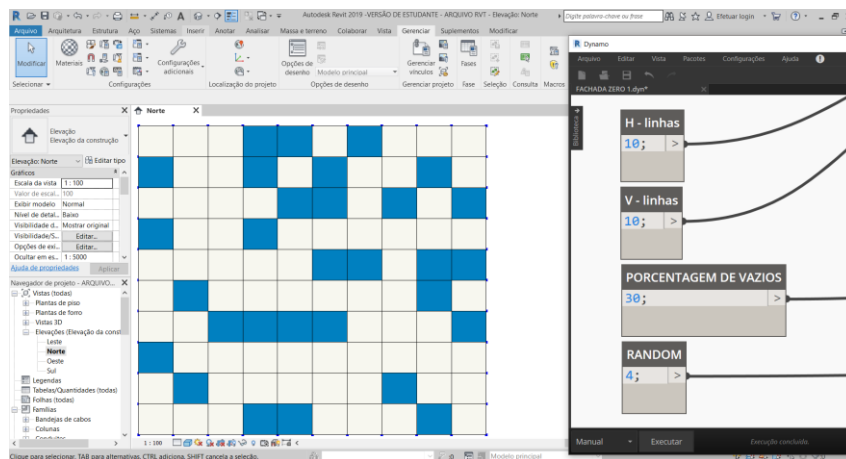 Autodesk Revit 2019 -VERSÃO DE ESTUDANTE - ARQUIVO RVT - Elevação: Norte
Digite palavra-chave ou frase
Efetuar login
Arquivo Arquitetura Estrutura Aço Sistemas Inserir Anotar Analisar Massa e terreno Colaborar Vista Gerenciar Suplementos Modificar
Modificar
Materiais
Configurações adicionais
Opções de desenho
Modelo principal
Gerenciar vínculos
Fases
Selecionar
Configurações
Localização do projeto
Opções de desenho
Gerenciar projeto
Fase
Seleção
Consulta
Macros
Propriedades
Norte
Elevação
Elevação da construção
Elevação: Norte
Editar tipo
Gráficos
Escala da vista 1 : 100
Valor de escal... 100
Exibir modelo Normal
Nível de detal... Baixo
Visibilidade d... Mostrar original
Visibilidade/S... Editar...
Opções de exi... Editar...
Ocultar em es... 1 : 5000
Ajuda de propriedades
Aplicar
Navegador de projeto - ARQUIVO...
Vistas (todas)
Plantas de piso
Plantas de forro
Vistas 3D
Elevações (Elevação da const
Leste
Norte
Oeste
Sul
Legendas
Tabelas/Quantidades (todas)
Folhas (todas)
Famílias
Bandejas de cabos
Colunas
Conduítes
1 : 100
Clique para selecionar, TAB para alternativas, CTRL adiciona, SHIFT cancela a seleção.
Modelo principal
Dynamo
Arquivo Editar Vista Pacotes Configurações Ajuda
FACHADA ZERO 1.dyn*
Biblioteca
H - linhas
10; >
V - linhas
10; >
PORCENTAGEM DE VAZIOS
30; >
RANDOM
4; >
Manual
Executar
Execução concluída.